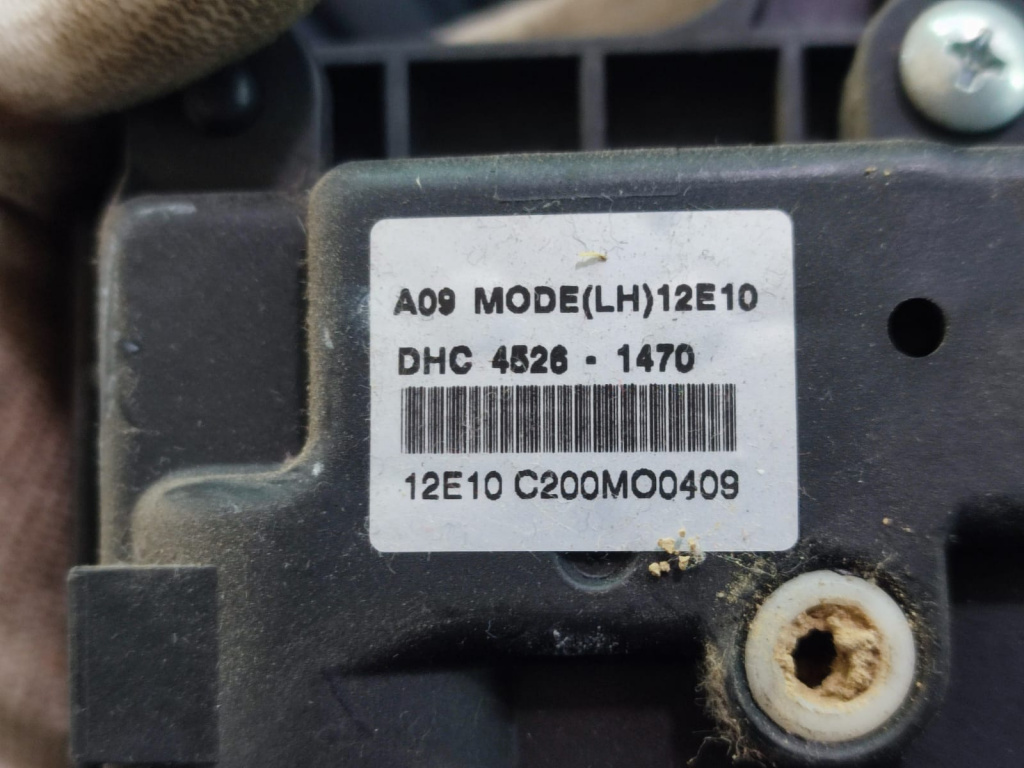 A09 MODE(LH)12E10
DHC 4526 - 1470
12E10 C200MO0409